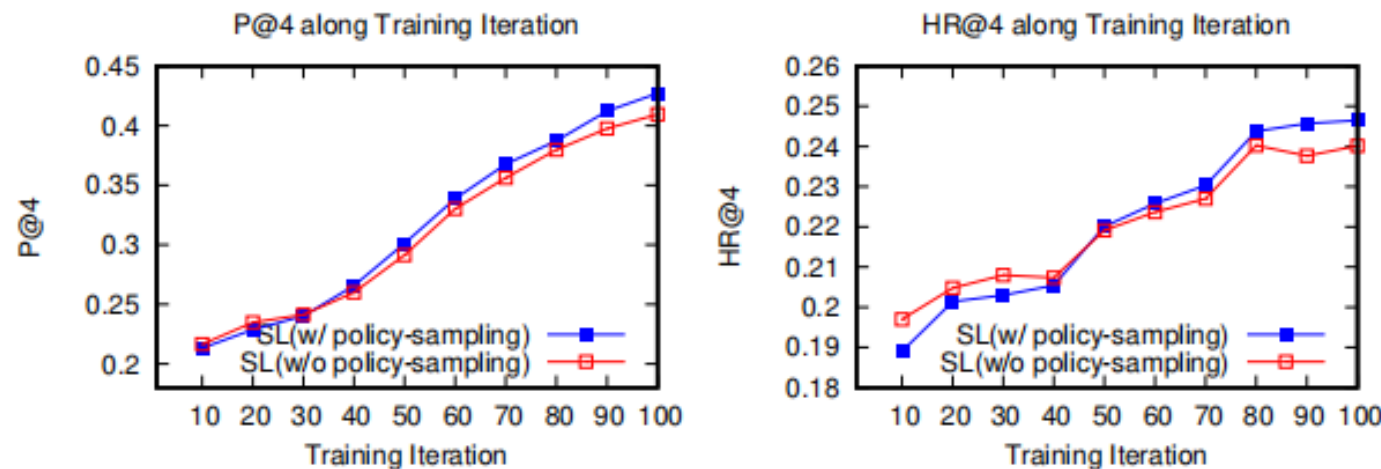 P@4 along Training Iteration
0.45
0.4
0.35
0.3
0.25
0.2
P@4
SL(w/ policy-sampling)
SL(w/o policy-sampling)
10 20 30 40 50 60 70 80 90 100
Training Iteration
HR@4 along Training Iteration
0.26
0.25
0.24
0.23
0.22
0.21
0.2
0.19
0.18
HR@4
SL(w/ policy-sampling)
SL(w/o policy-sampling)
10 20 30 40 50 60 70 80 90 100
Training Iteration